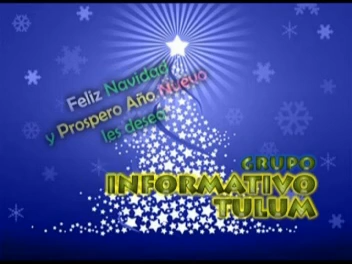 Feliz Navidad
y Prospero Año Nuevo
les desea
GRUPO
INFORMATIVO
TULUM